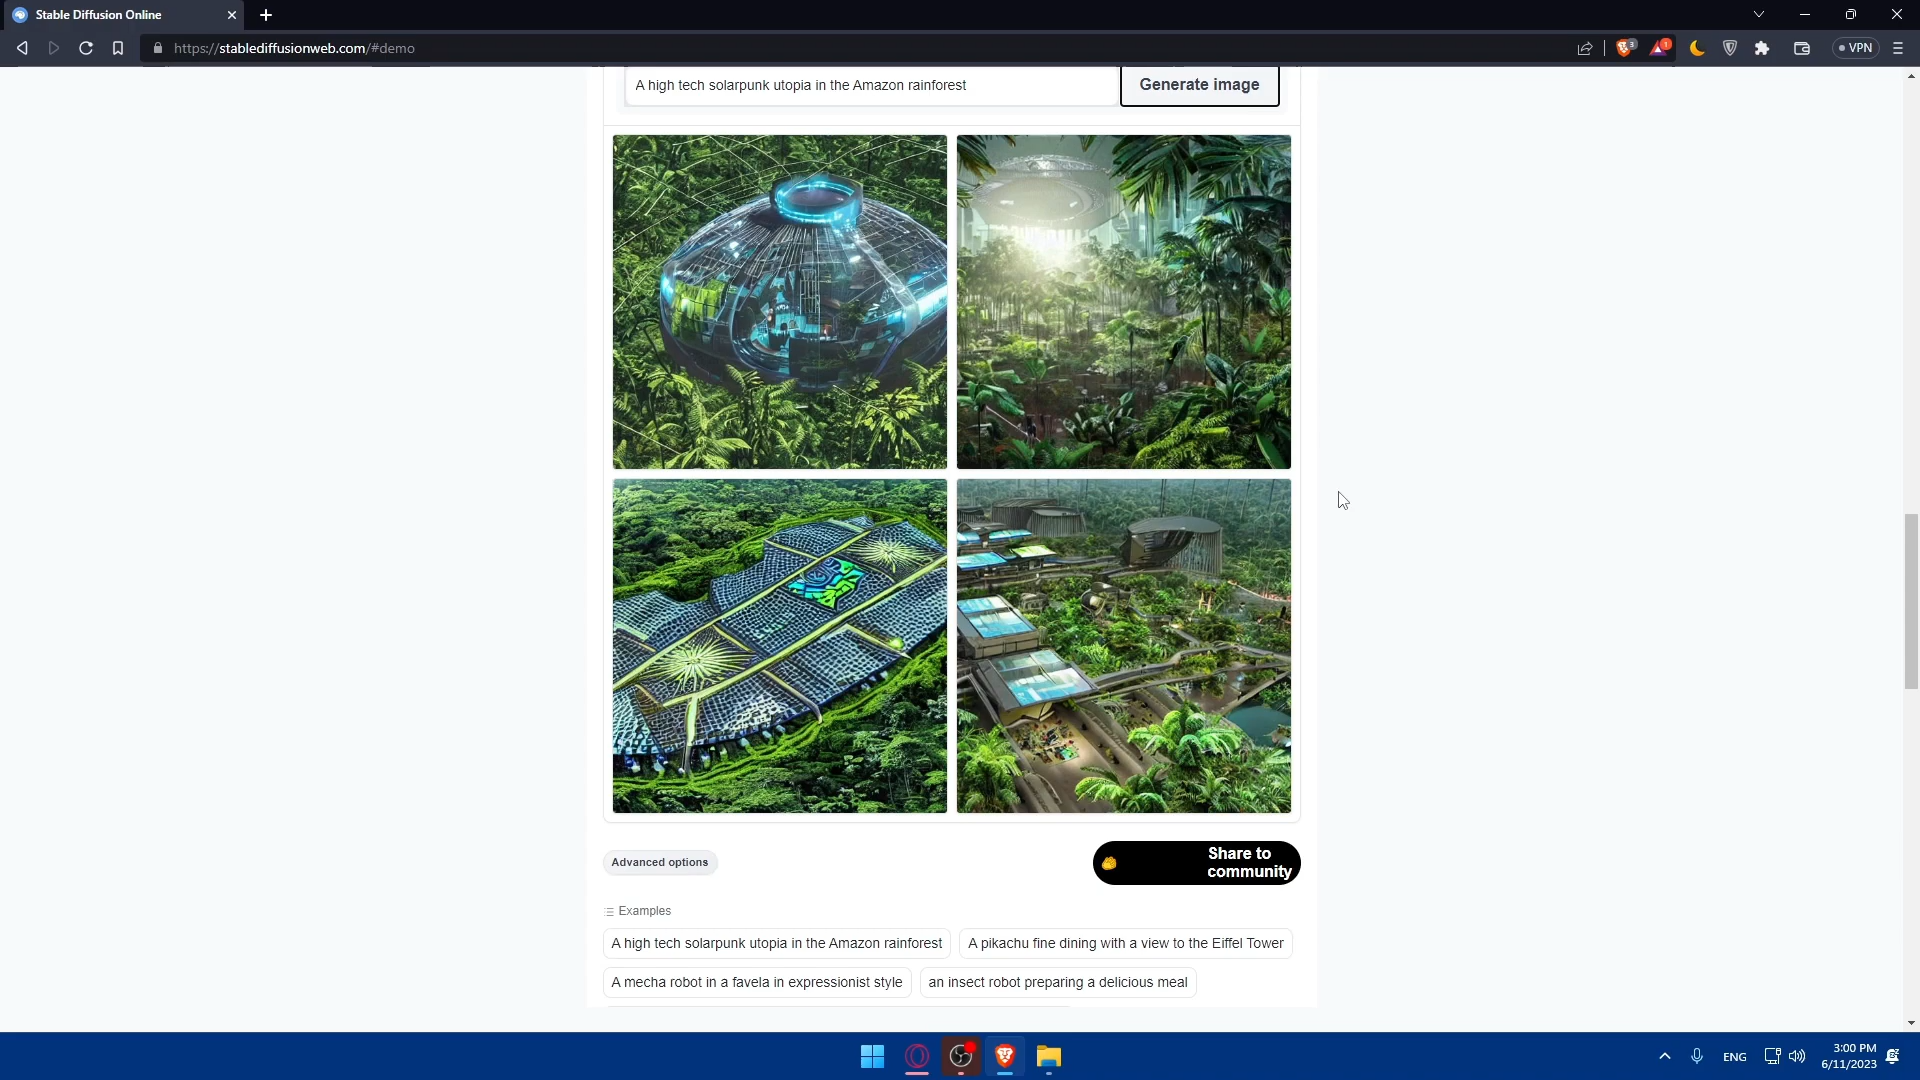 Stable Diffusion Online
https://stablediffusionweb.com/#demo
3
1
VPN
A high tech solarpunk utopia in the Amazon rainforest
Generate image
Advanced options
Share to
community
Examples
A high tech solarpunk utopia in the Amazon rainforest
A pikachu fine dining with a view to the Eiffel Tower
A mecha robot in a favela in expressionist style
an insect robot preparing a delicious meal
ENG
3:00 PM
6/11/2023